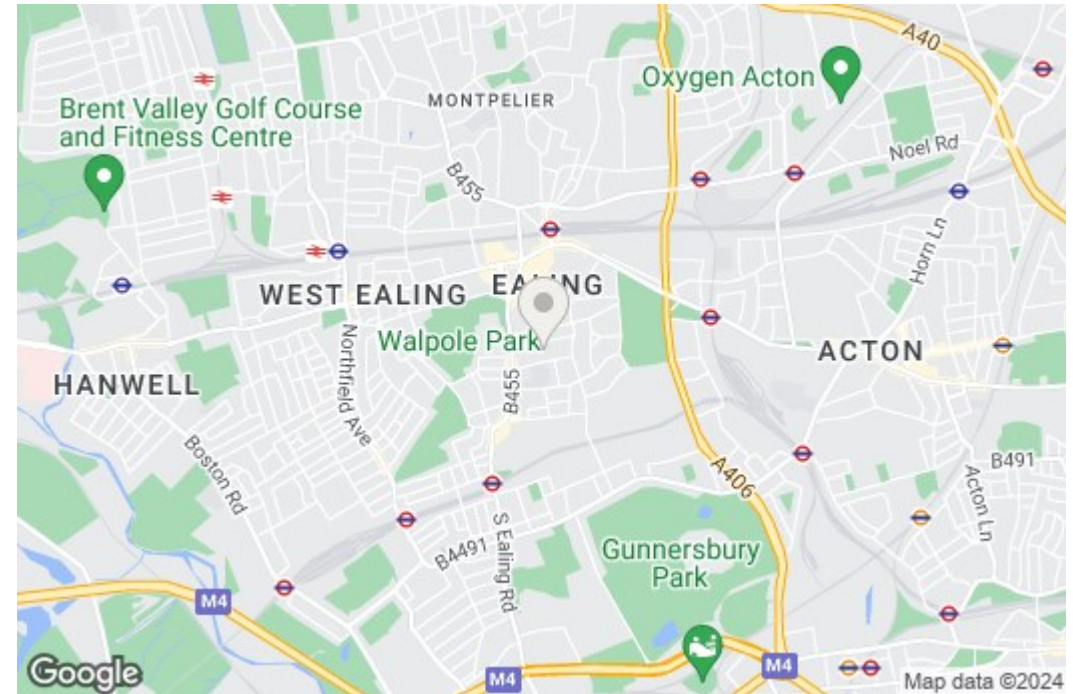 A40
Oxygen Acton
MONTPELIER
Brent Valley Golf Course
and Fitness Centre
Noel Rd
B455
Horn Ln
WEST EALING
EALING
Walpole Park
Northfield Ave
ACTON
HANWELL
B455
Boston Rd
A406
B491
Acton Ln
S Ealing Rd
B4491
Gunnersbury
Park
M4
M4
M4
Google
Map data ©2024